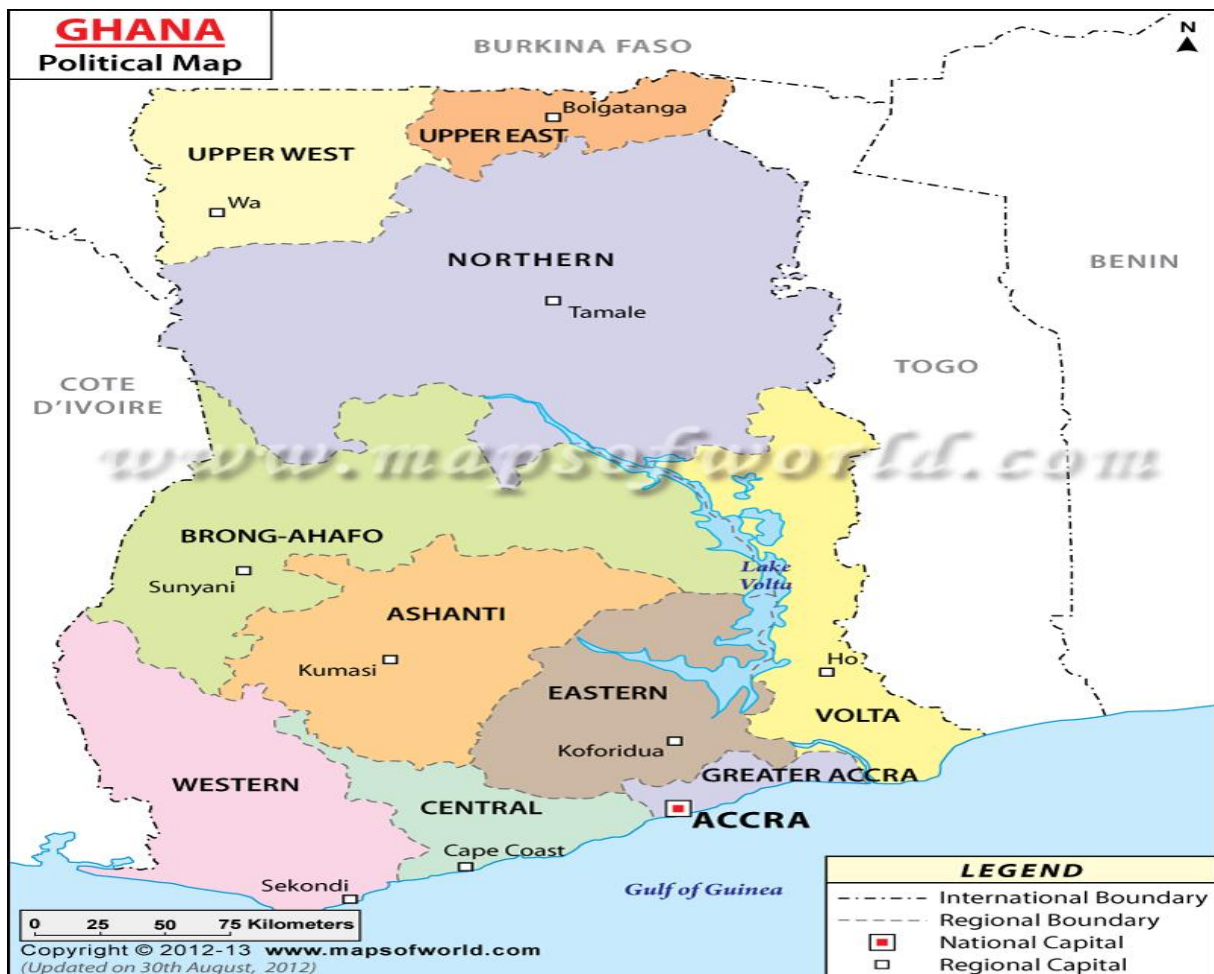 GHANA
Political Map
N
BURKINA FASO
Bolgatanga
UPPER EAST
UPPER WEST
Wa
NORTHERN
BENIN
Tamale
TOGO
COTE
D'IVOIRE
www.mapsofworld.com
BRONG-AHAFO
Lake
Volta
Sunyani
ASHANTI
Kumasi
Ho
EASTERN
VOLTA
Koforidua
GREATER ACCRA
WESTERN
CENTRAL
ACCRA
Cape Coast
Sekondi
Gulf of Guinea
LEGEND
International Boundary
Regional Boundary
National Capital
Regional Capital
0 25 50 75 Kilometers
Copyright © 2012-13 www.mapsofworld.com
(Updated on 30th August, 2012)